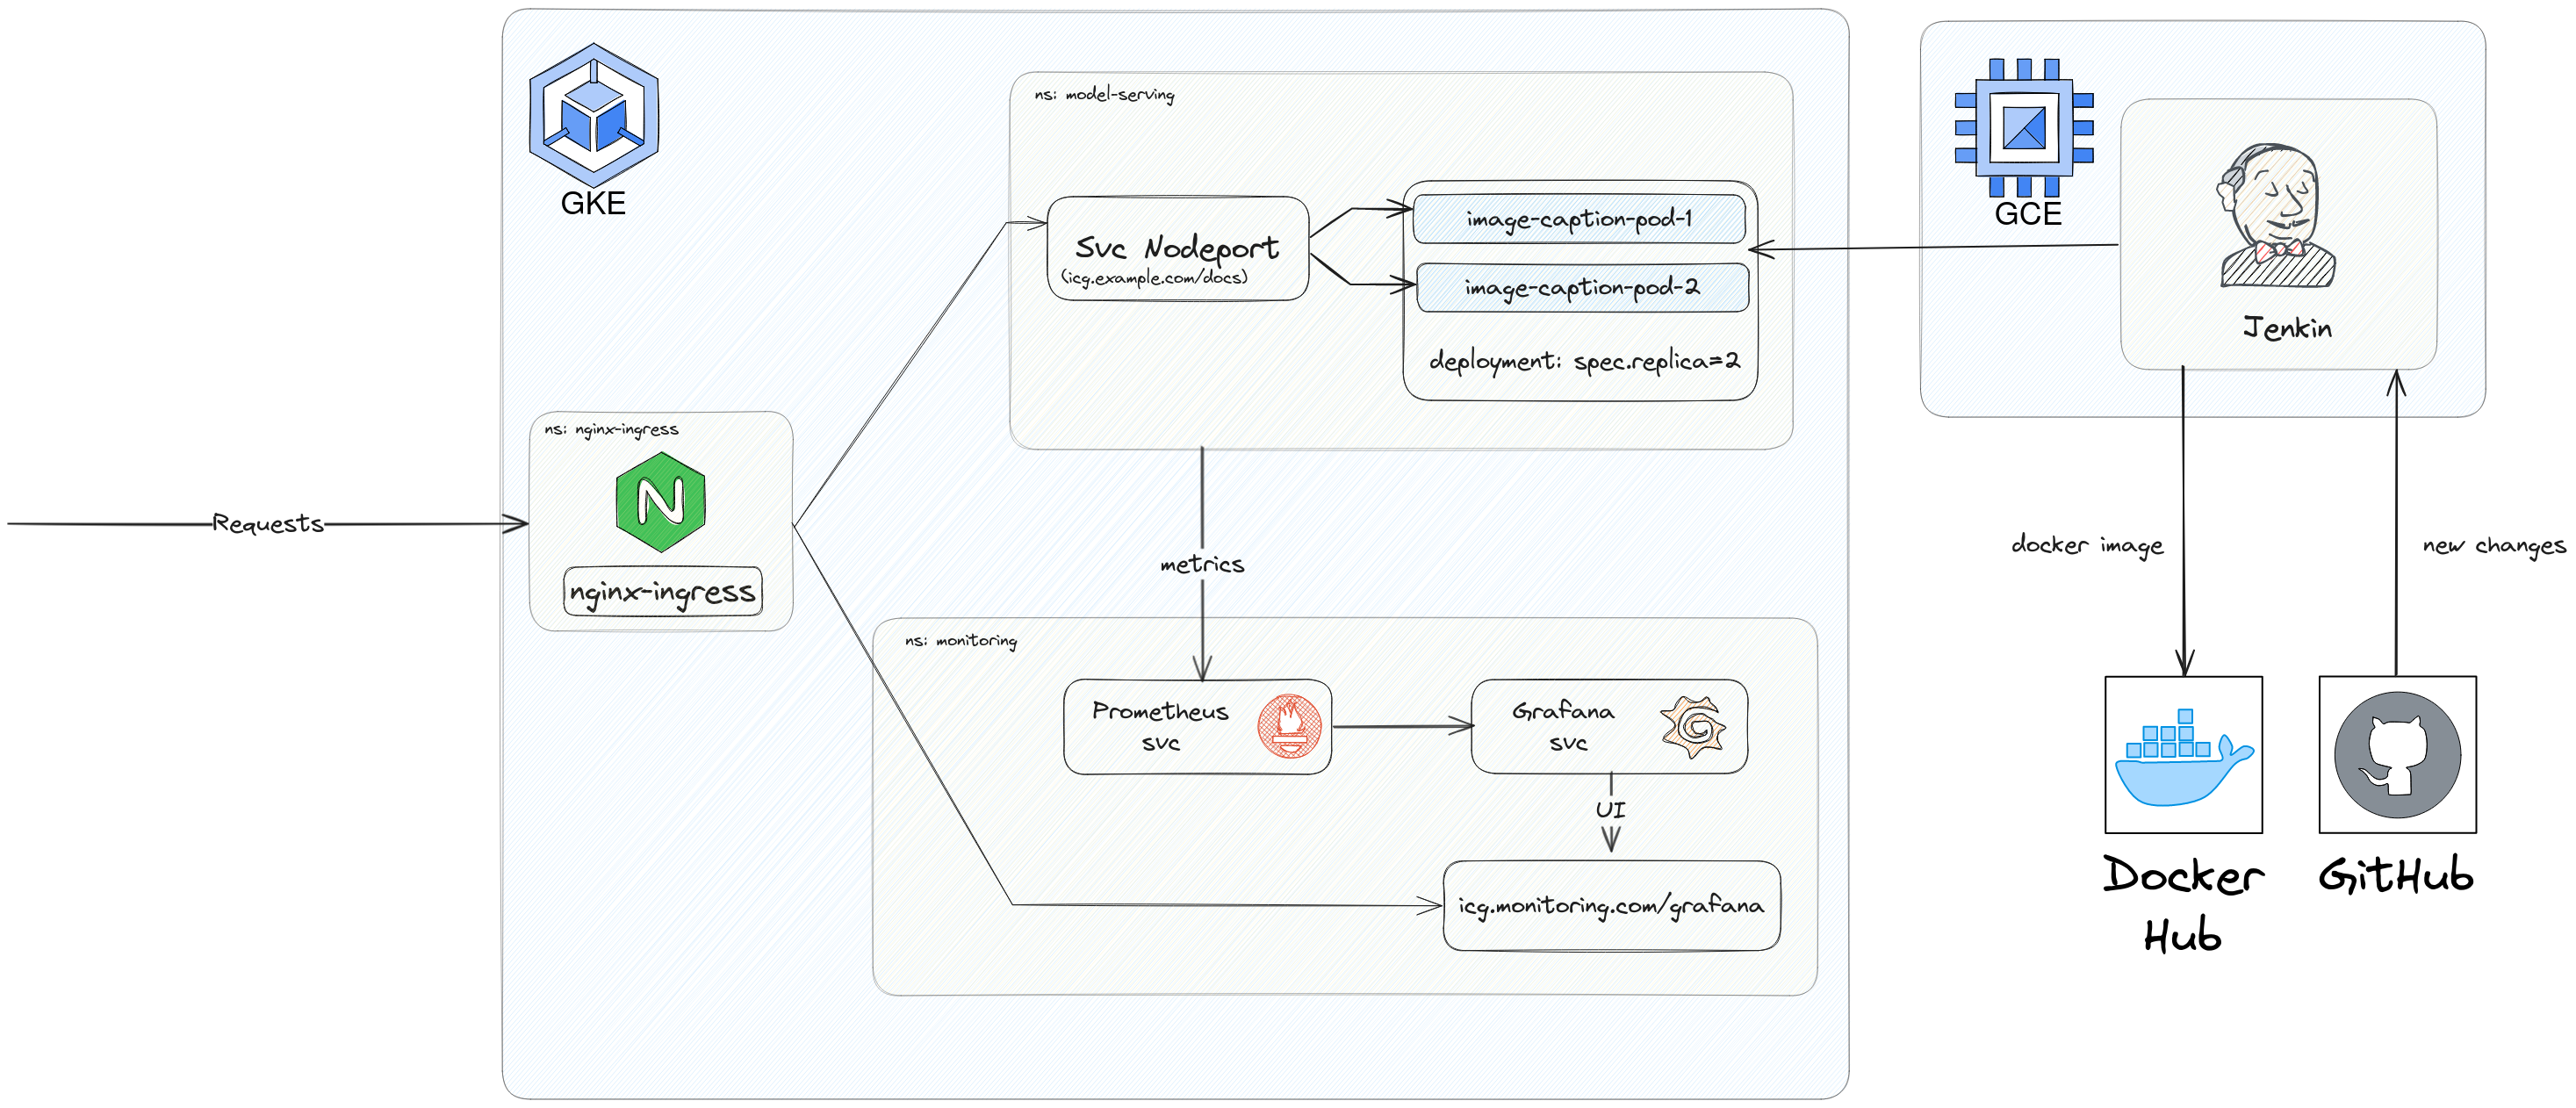 GKE
ns: model-serving
Svc Nodeport
(icg.example.com/docs)
image-caption-pod-1
image-caption-pod-2
deployment: spec.replica=2
GCE
Jenkin
ns: nginx-ingress
N
nginx-ingress
Requests
metrics
docker image
new changes
ns: monitoring
Prometheus
svc
Grafana
svc
UI
icg.monitoring.com/grafana
Docker
Hub
GitHub